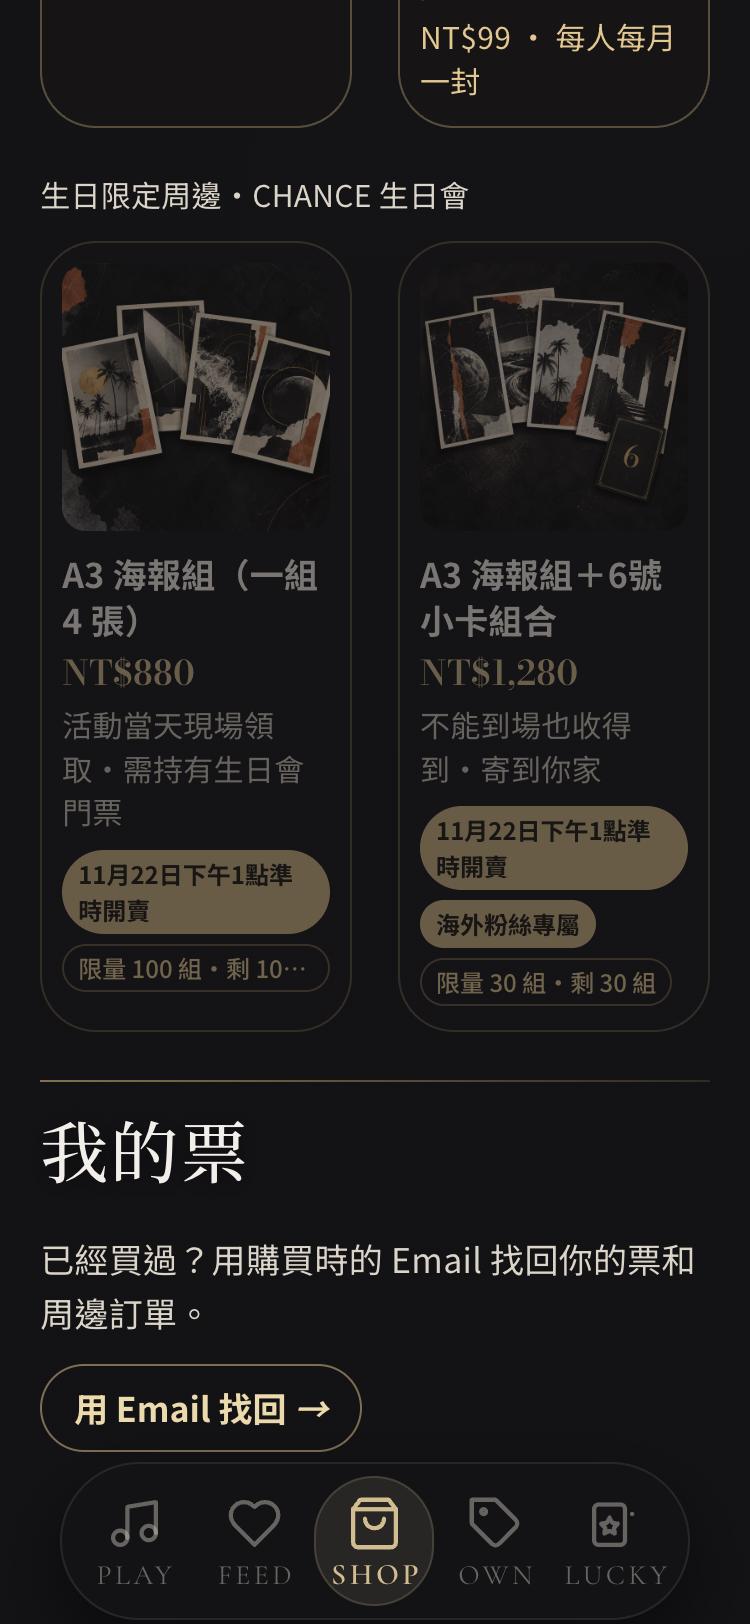 NT$99 · 每人每月
一封
生日限定周邊・CHANCE 生日會
6
A3 海報組（一組
4 張）
NT$880
活動當天現場領
取・需持有生日會
門票
11月22日下午1點準
時開賣
限量 100 組・剩 10…
A3 海報組＋6號
小卡組合
NT$1,280
不能到場也收得
到・寄到你家
11月22日下午1點準
時開賣
海外粉絲專屬
限量 30 組・剩 30 組
我的票
已經買過？用購買時的 Email 找回你的票和
周邊訂單。
用 Email 找回 →
PLAY
FEED
SHOP
OWN
LUCKY